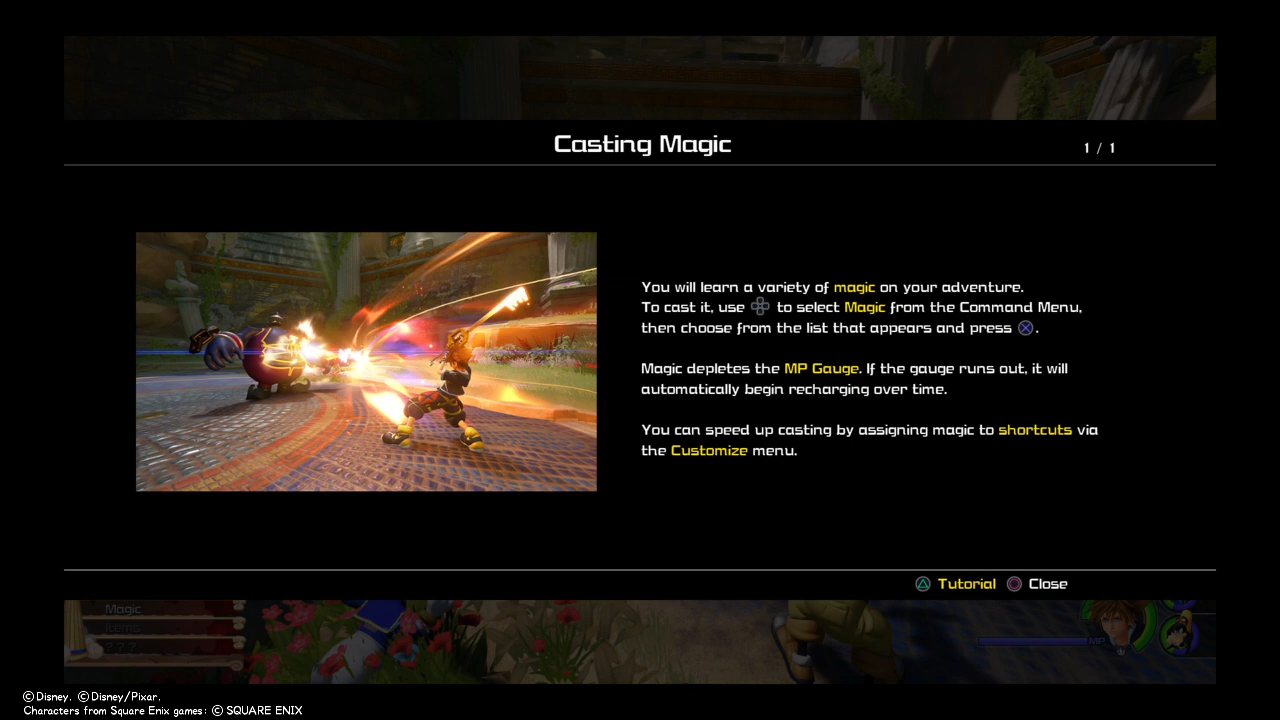 Casting Magic
1 / 1
You will learn a variety of magic on your adventure.
To cast it, use to select Magic from the Command Menu,
then choose from the list that appears and press .
Magic depletes the MP Gauge. If the gauge runs out, it will
automatically begin recharging over time.
You can speed up casting by assigning magic to shortcuts via
the Customize menu.
Tutorial Close
Magic
Items
? ? ?
MP
©Disney. ©Disney/Pixar.
Characters from Square Enix games: © SQUARE ENIX